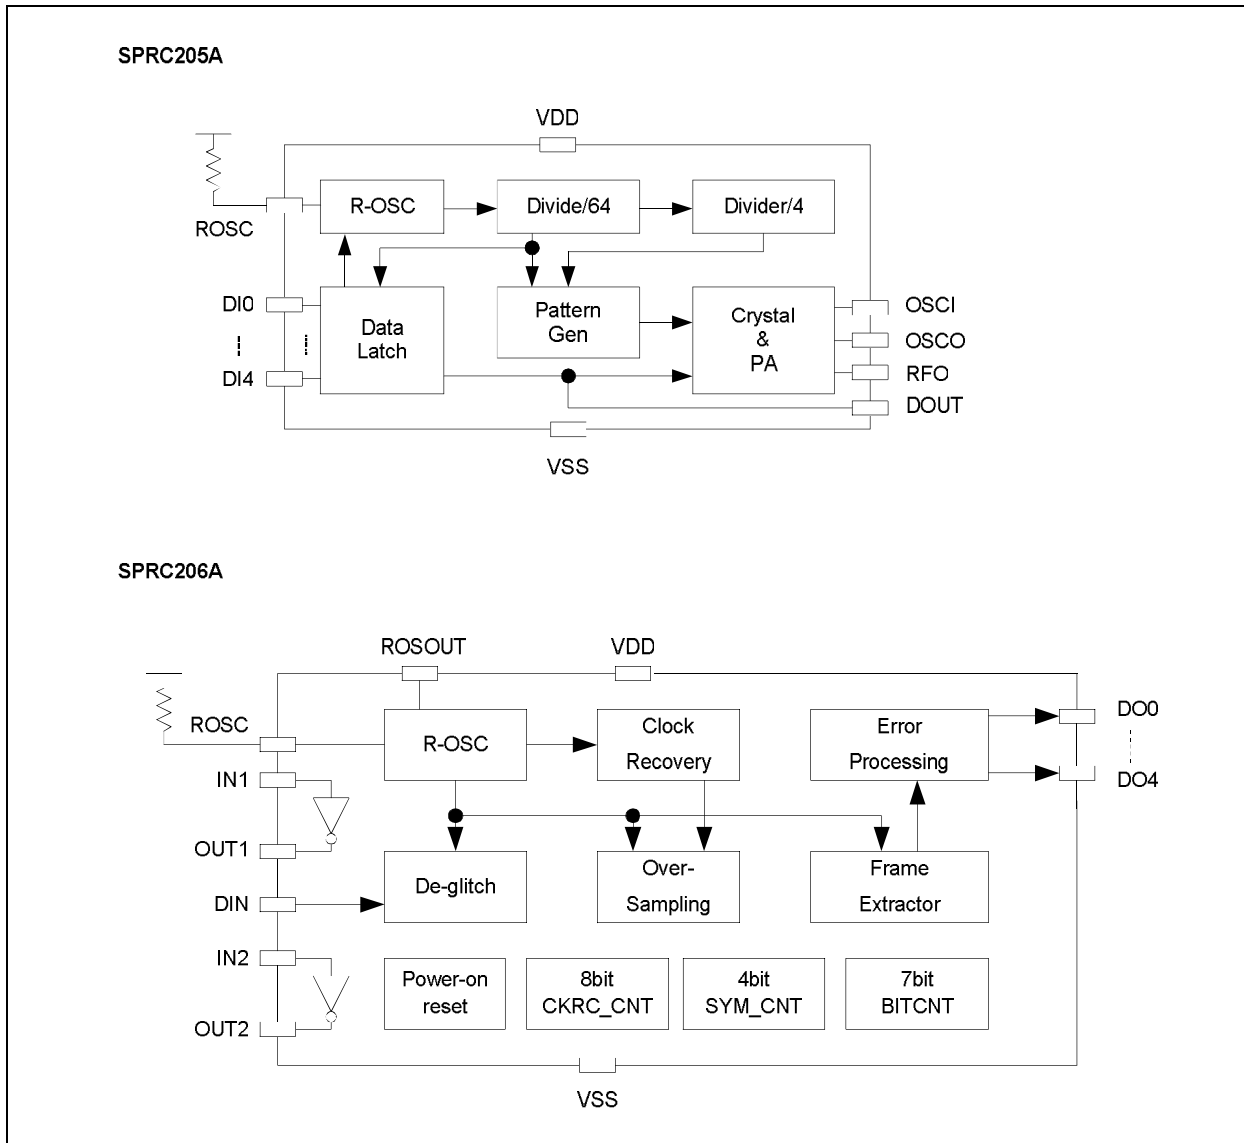 SPRC205A
VDD
R-OSC
Divide/64
Divider/4
ROSC
DI0
DI4
Data
Latch
Pattern
Gen
Crystal
&
PA
OSCI
OSCO
RFO
DOUT
VSS
SPRC206A
ROSOUT
VDD
ROSC
R-OSC
Clock
Recovery
Error
Processing
DO0
DO4
IN1
OUT1
DIN
De-glitch
Over-
Sampling
Frame
Extractor
IN2
OUT2
Power-on
reset
8bit
CKRC_CNT
4bit
SYM_CNT
7bit
BITCNT
VSS